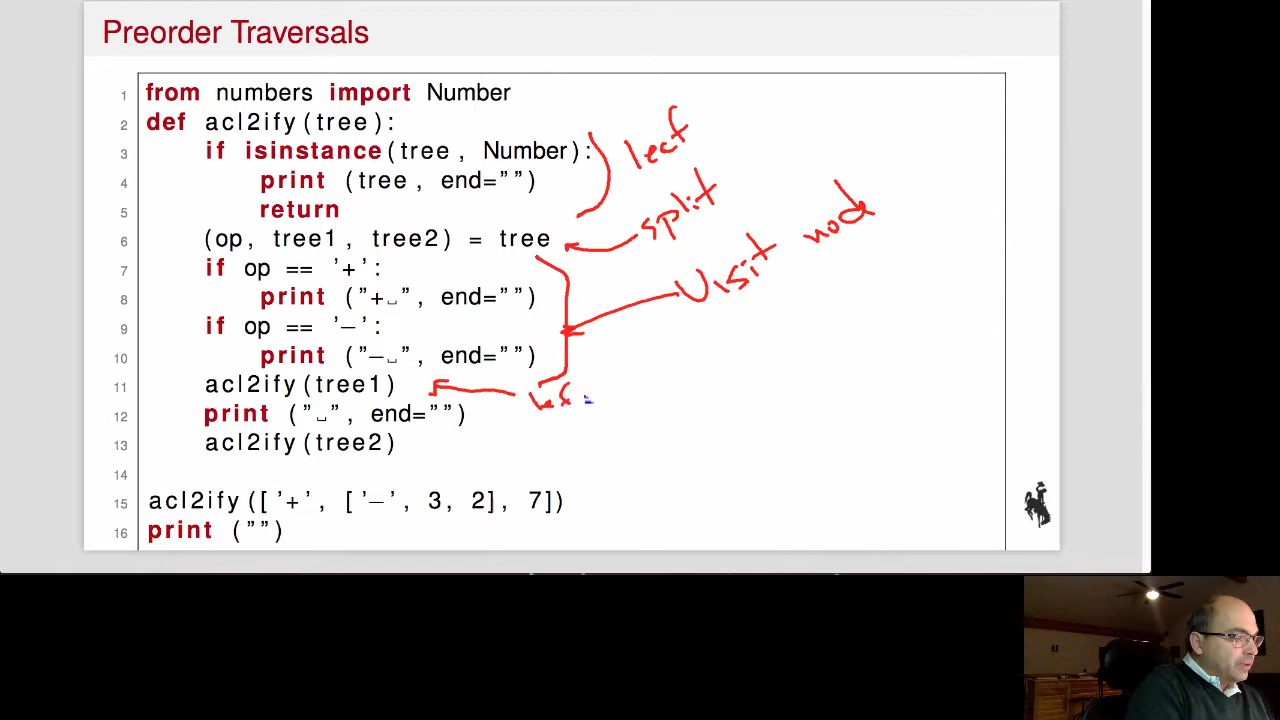 Preorder Traversals
1 from numbers import Number
2 def acl2ify(tree):
3 if isinstance(tree, Number):
4 print (tree, end="")
5 return
6 (op, tree1, tree2) = tree
7 if op == '+':
8 print ("+␣", end="")
9 if op == '−':
10 print ("−␣", end="")
11 acl2ify(tree1)
12 print ("␣", end="")
13 acl2ify(tree2)
14
15 acl2ify(['+', ['−', 3, 2], 7])
16 print ("")
leaf
split
Visit nod
lef